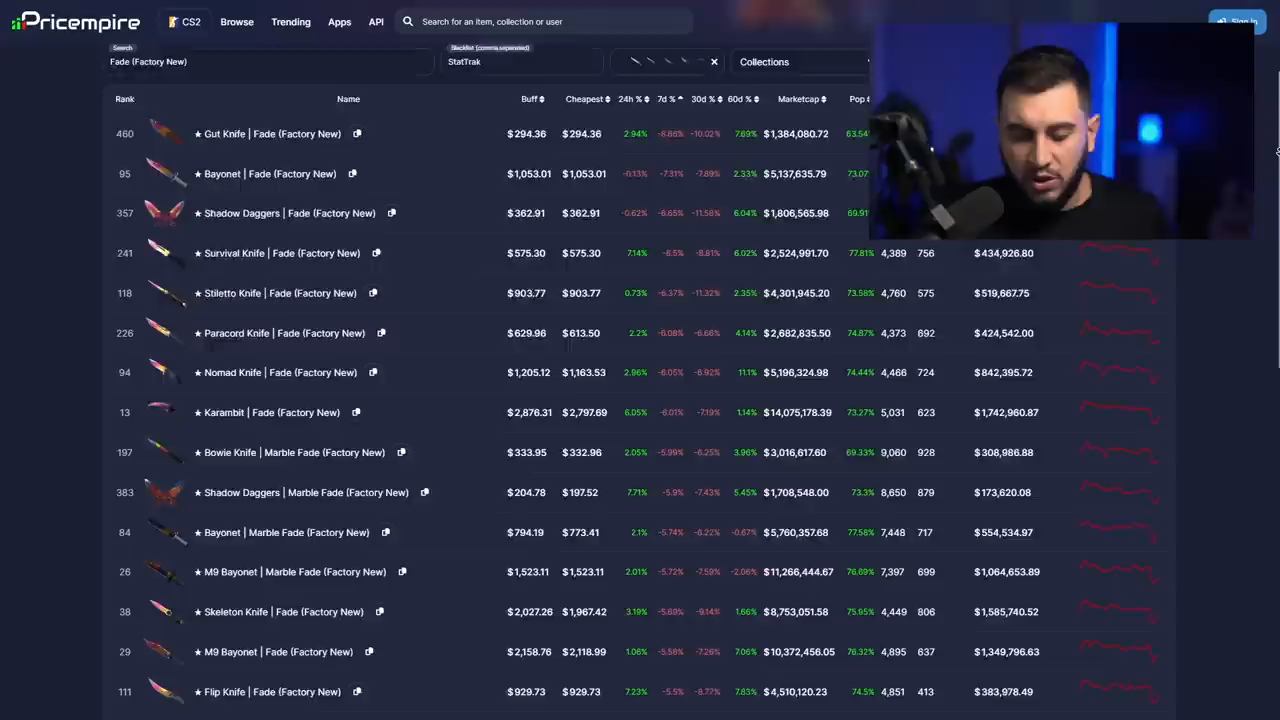 Pricempire CS2 Browse Trending Apps API Search for an item, collection or user Sign In
Search Blacklist (comma separated)
Fade (Factory New) StatTrak Collections
Rank Name Buff Cheapest 24h % 7d % 30d % 60d % Marketcap Pop
460 ★ Gut Knife | Fade (Factory New) $294.36 $294.36 2.94% -8.86% -10.02% 7.69% $1,384,080.72 63.54
95 ★ Bayonet | Fade (Factory New) $1,053.01 $1,053.01 -0.13% -7.31% -7.89% 2.33% $5,137,635.79 73.07
357 ★ Shadow Daggers | Fade (Factory New) $362.91 $362.91 -0.62% -6.65% -11.58% 6.04% $1,806,565.98 69.91
241 ★ Survival Knife | Fade (Factory New) $575.30 $575.30 7.14% -6.5% -8.81% 6.02% $2,524,991.70 77.81% 4,389 756 $434,926.80
118 ★ Stiletto Knife | Fade (Factory New) $903.77 $903.77 0.73% -6.37% -11.32% 2.35% $4,301,945.20 73.58% 4,760 575 $519,667.75
226 ★ Paracord Knife | Fade (Factory New) $629.96 $613.50 2.2% -6.08% -6.66% 4.14% $2,682,835.50 74.87% 4,373 692 $424,542.00
94 ★ Nomad Knife | Fade (Factory New) $1,205.12 $1,163.53 2.96% -6.05% -6.92% 11.1% $5,196,324.98 74.44% 4,466 724 $842,395.72
13 ★ Karambit | Fade (Factory New) $2,876.31 $2,797.69 6.05% -6.01% -7.19% 1.14% $14,075,178.39 73.27% 5,031 623 $1,742,960.87
197 ★ Bowie Knife | Marble Fade (Factory New) $333.95 $332.96 2.05% -5.99% -6.25% 3.96% $3,016,617.60 69.33% 9,060 928 $308,986.88
383 ★ Shadow Daggers | Marble Fade (Factory New) $204.78 $197.52 7.71% -5.9% -7.43% 5.45% $1,708,548.00 73.3% 8,650 879 $173,620.08
84 ★ Bayonet | Marble Fade (Factory New) $794.19 $773.41 2.1% -5.74% -6.22% -0.67% $5,760,357.68 77.58% 7,448 717 $554,534.97
26 ★ M9 Bayonet | Marble Fade (Factory New) $1,523.11 $1,523.11 2.01% -5.72% -7.59% -2.06% $11,266,444.67 76.69% 7,397 699 $1,064,653.89
38 ★ Skeleton Knife | Fade (Factory New) $2,027.26 $1,967.42 3.19% -5.69% -9.14% 1.66% $8,753,051.58 75.95% 4,449 806 $1,585,740.52
29 ★ M9 Bayonet | Fade (Factory New) $2,158.76 $2,118.99 1.06% -5.58% -7.26% 7.06% $10,372,456.05 76.32% 4,895 637 $1,349,796.63
111 ★ Flip Knife | Fade (Factory New) $929.73 $929.73 7.23% -5.5% -8.77% 7.83% $4,510,120.23 74.5% 4,851 413 $383,978.49